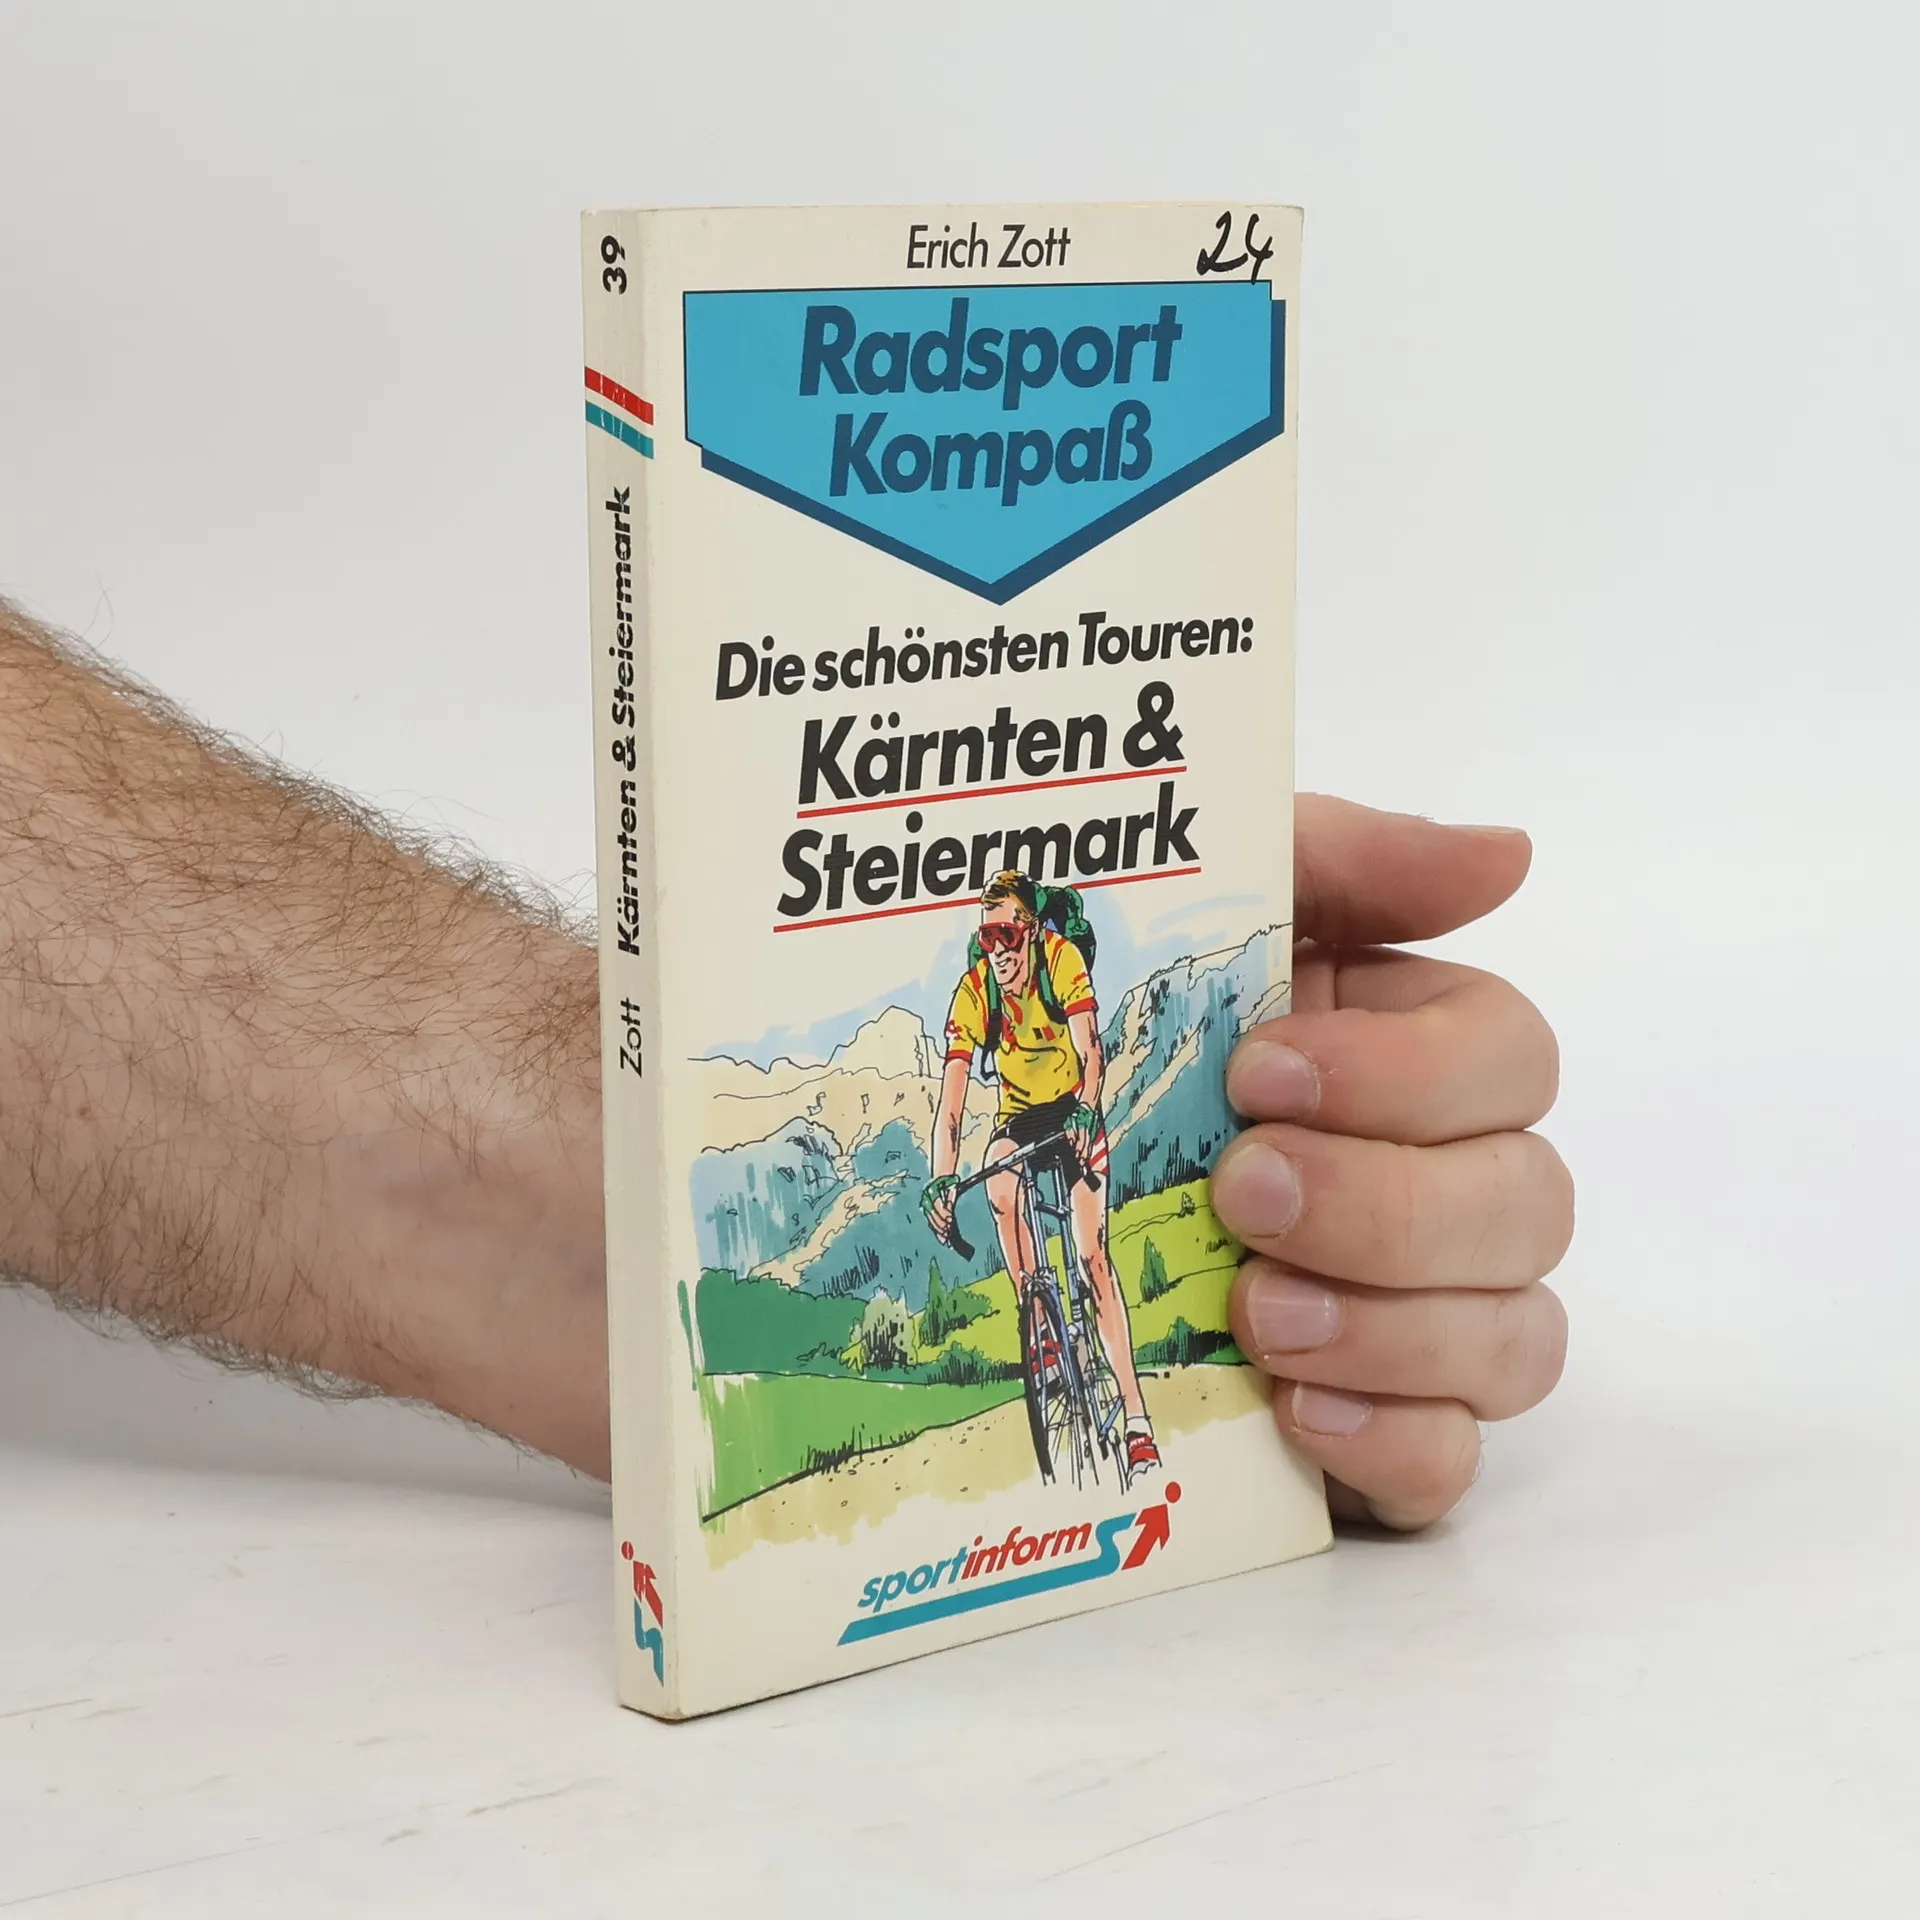 Erich Zott
24
Radsport
Kompaß
Die schönsten Touren:
Kärnten &
Steiermark
sportinform
39
Zott Kärnten & Steiermark